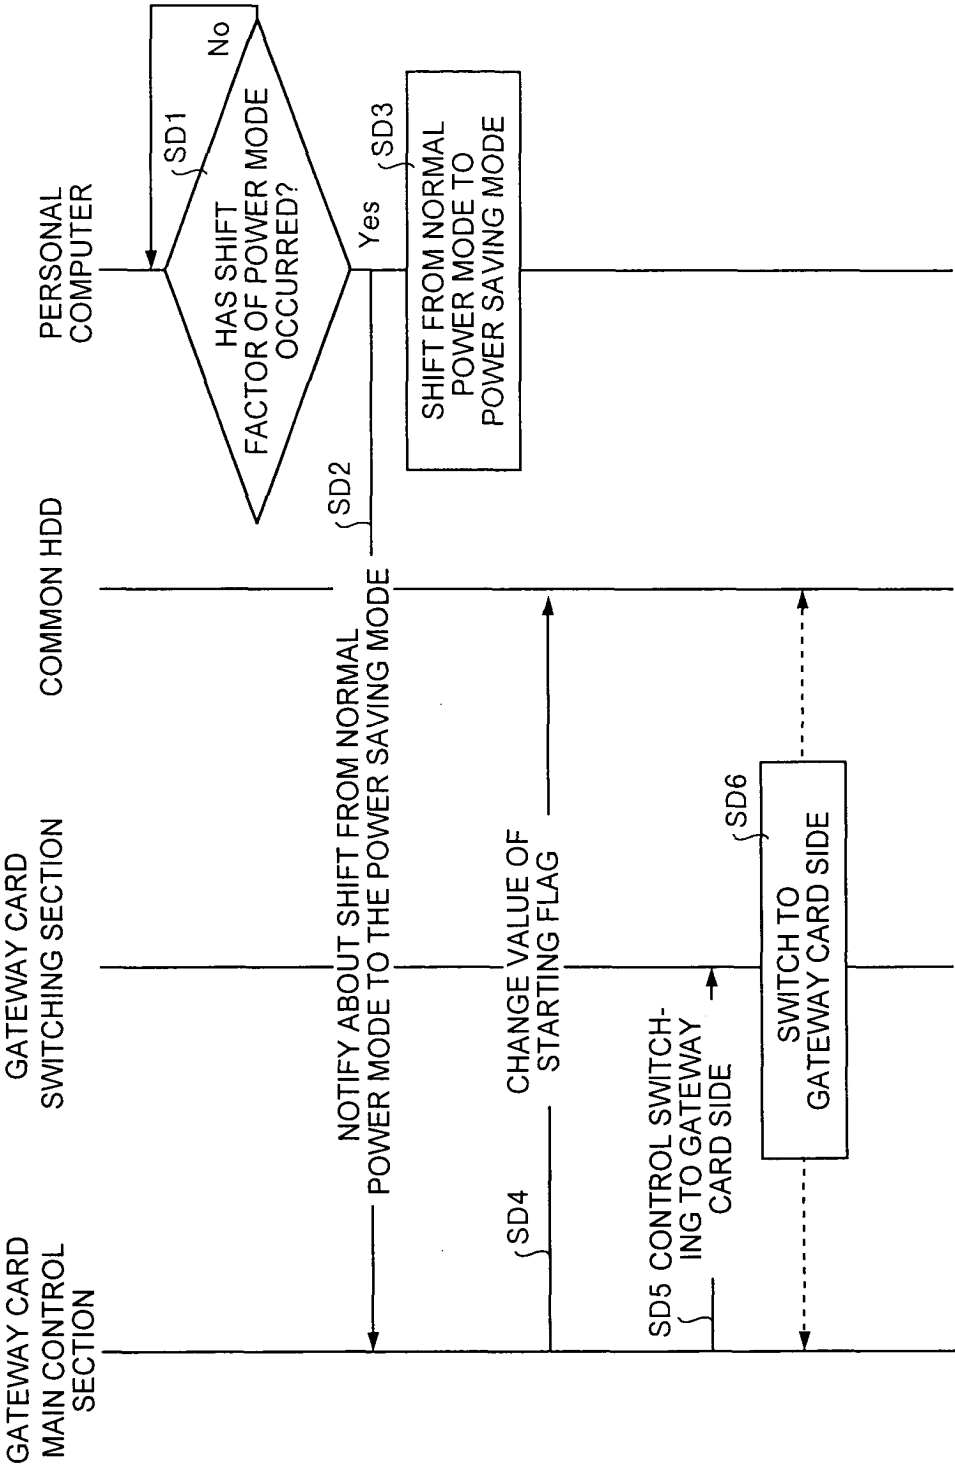 GATEWAY CARD
MAIN CONTROL
SECTION
GATEWAY CARD
SWITCHING SECTION
COMMON HDD
PERSONAL
COMPUTER
No
SD1
HAS SHIFT
FACTOR OF POWER MODE
OCCURRED?
Yes
SD2
NOTIFY ABOUT SHIFT FROM NORMAL
POWER MODE TO THE POWER SAVING MODE
SD3
SHIFT FROM NORMAL
POWER MODE TO
POWER SAVING MODE
SD4
CHANGE VALUE OF
STARTING FLAG
SD5 CONTROL SWITCH-
ING TO GATEWAY
CARD SIDE
SD6
SWITCH TO
GATEWAY CARD SIDE